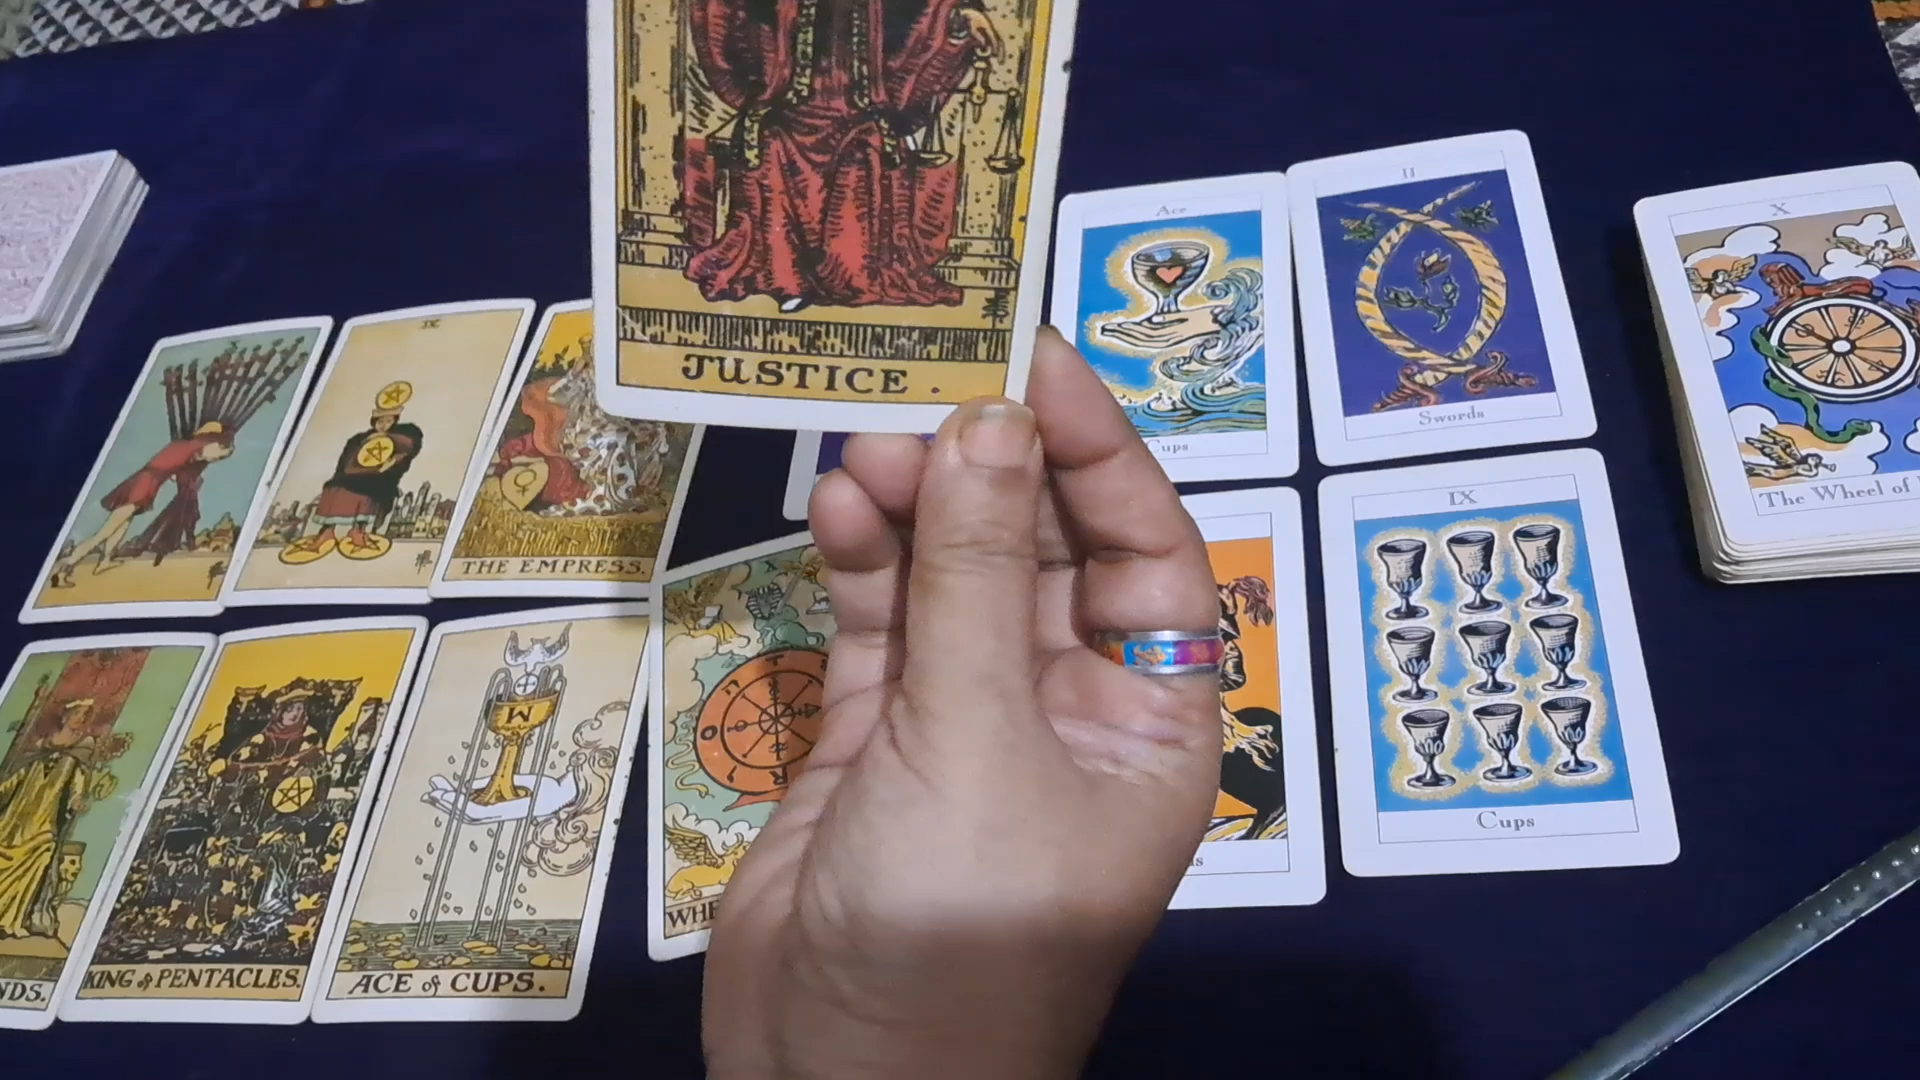 JUSTICE.
Ace
Cups
II
Swords
X
The Wheel of
IX
THE EMPRESS.
X
IX
Cups
NDS.
KING of PENTACLES.
ACE of CUPS.
WHE